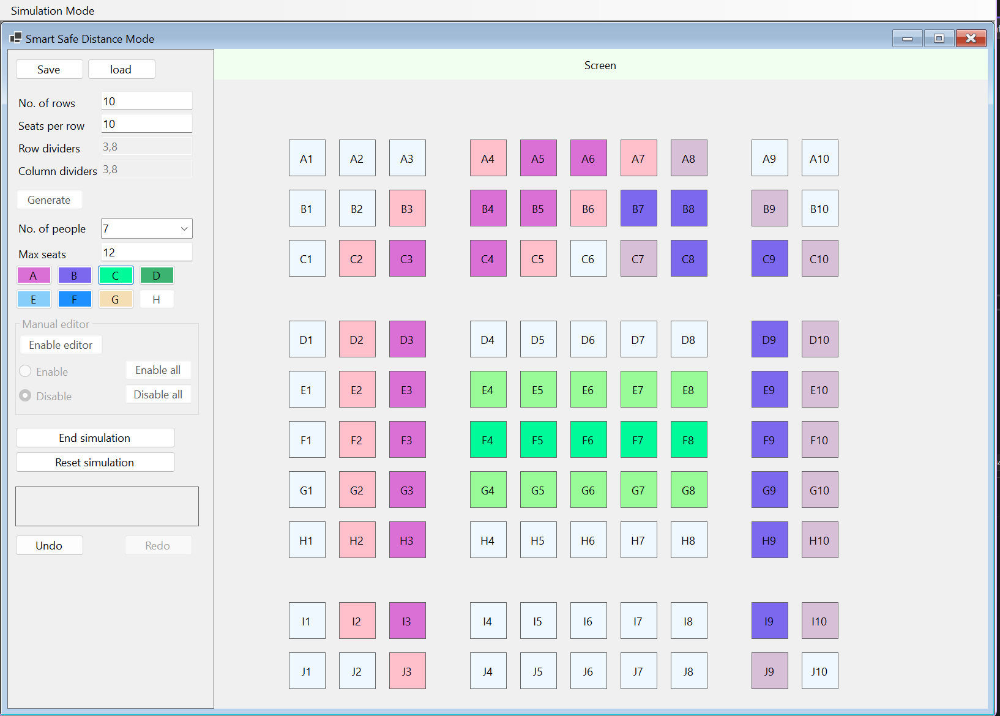 Simulation Mode
Smart Safe Distance Mode
Save load
No. of rows 10
Seats per row 10
Row dividers 3,8
Column dividers 3,8
Generate
No. of people 7
Max seats 12
A B C D
E F G H
Manual editor
Enable editor
Enable Enable all
Disable Disable all
End simulation
Reset simulation
Undo Redo
Screen
A1 A2 A3 A4 A5 A6 A7 A8 A9 A10
B1 B2 B3 B4 B5 B6 B7 B8 B9 B10
C1 C2 C3 C4 C5 C6 C7 C8 C9 C10
D1 D2 D3 D4 D5 D6 D7 D8 D9 D10
E1 E2 E3 E4 E5 E6 E7 E8 E9 E10
F1 F2 F3 F4 F5 F6 F7 F8 F9 F10
G1 G2 G3 G4 G5 G6 G7 G8 G9 G10
H1 H2 H3 H4 H5 H6 H7 H8 H9 H10
I1 I2 I3 I4 I5 I6 I7 I8 I9 I10
J1 J2 J3 J4 J5 J6 J7 J8 J9 J10